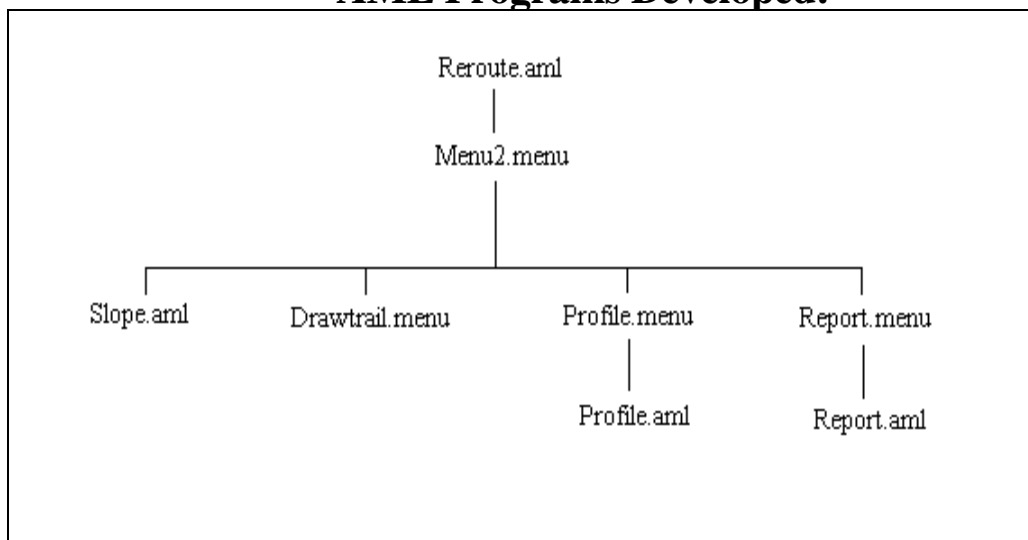 AML Programs Developed:
Reroute.aml
Menu2.menu
Slope.aml
Drawtrail.menu
Profile.menu
Report.menu
Profile.aml
Report.aml